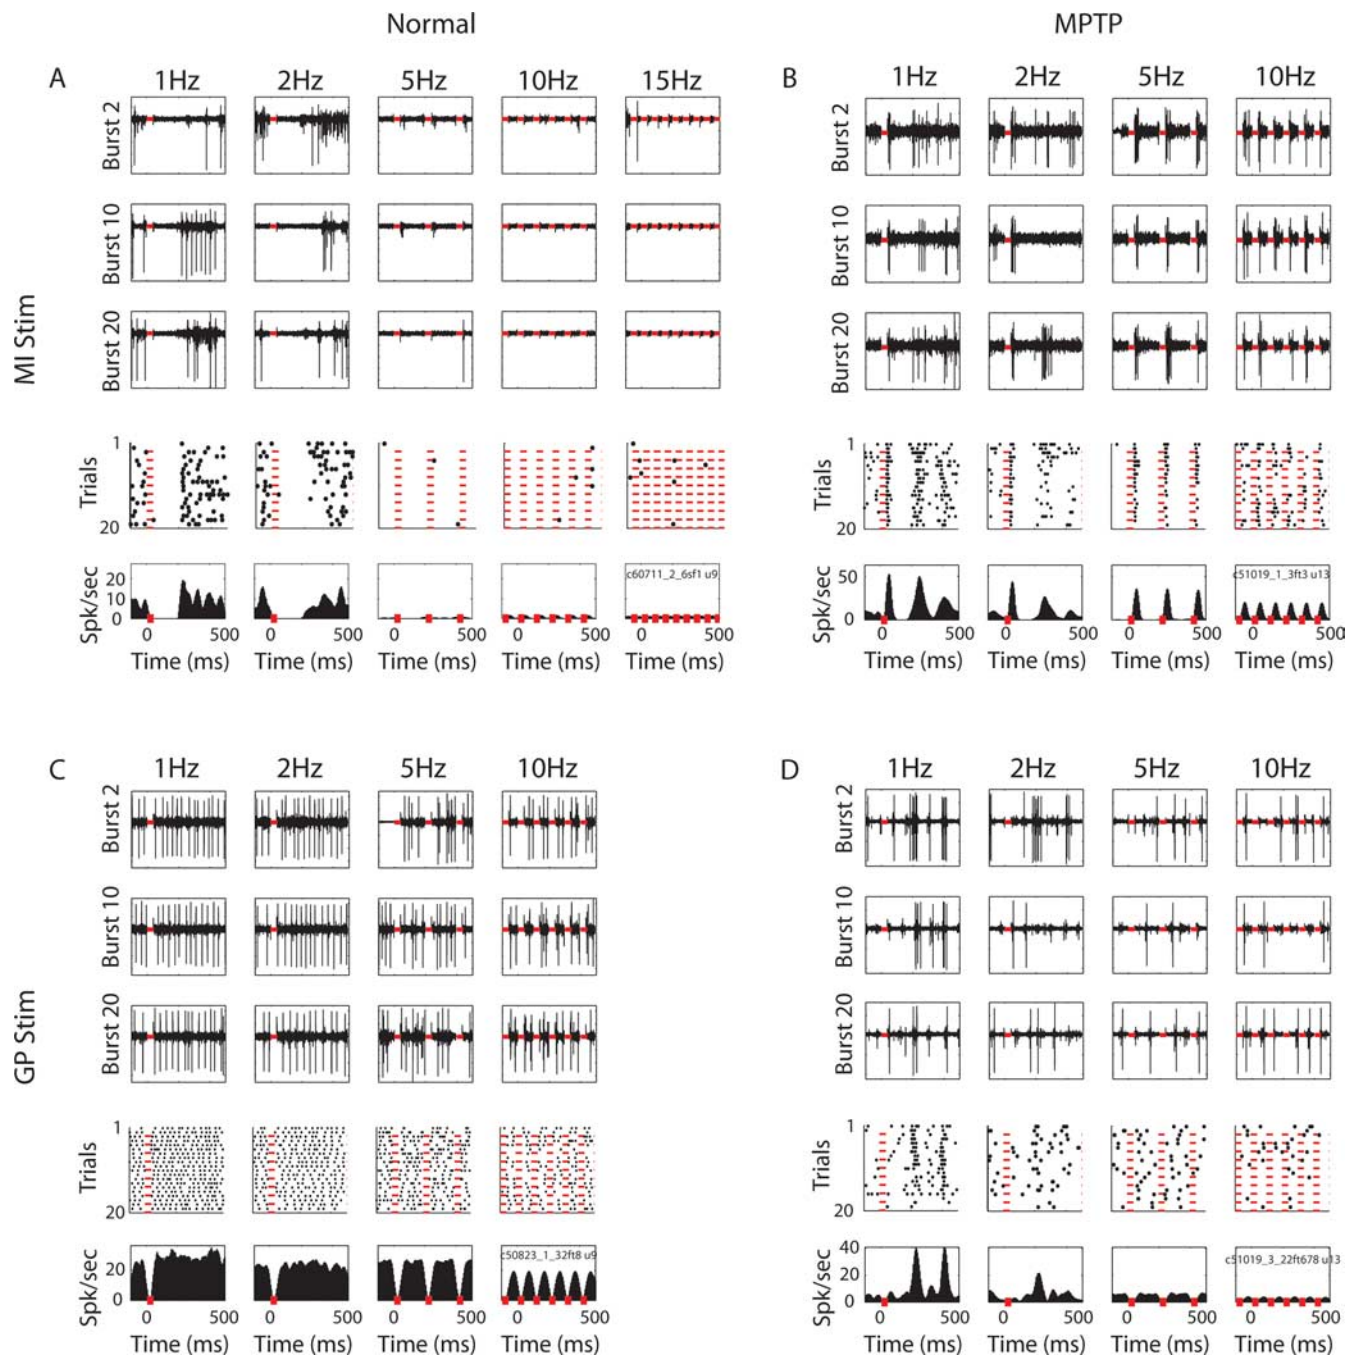 Normal
MPTP
A
1Hz 2Hz 5Hz 10Hz 15Hz
B
1Hz 2Hz 5Hz 10Hz
MI Stim
Burst 2
Burst 10
Burst 20
Trials
1
20
Spk/sec
20
10
0
c60711_2_6sf1 u9
0 500 0 500 0 500 0 500 0 500
Time (ms) Time (ms) Time (ms) Time (ms) Time (ms)
Burst 2
Burst 10
Burst 20
Trials
1
20
Spk/sec
50
0
c51019_1_3ft3 u13
0 500 0 500 0 500 0 500
Time (ms) Time (ms) Time (ms) Time (ms)
C
1Hz 2Hz 5Hz 10Hz
D
1Hz 2Hz 5Hz 10Hz
GP Stim
Burst 2
Burst 10
Burst 20
Trials
1
20
Spk/sec
20
0
c50823_1_32ft8 u9
0 500 0 500 0 500 0 500
Time (ms) Time (ms) Time (ms) Time (ms)
Burst 2
Burst 10
Burst 20
Trials
1
20
Spk/sec
40
20
0
c51019_3_22ft678 u13
0 500 0 500 0 500 0 500
Time (ms) Time (ms) Time (ms) Time (ms)